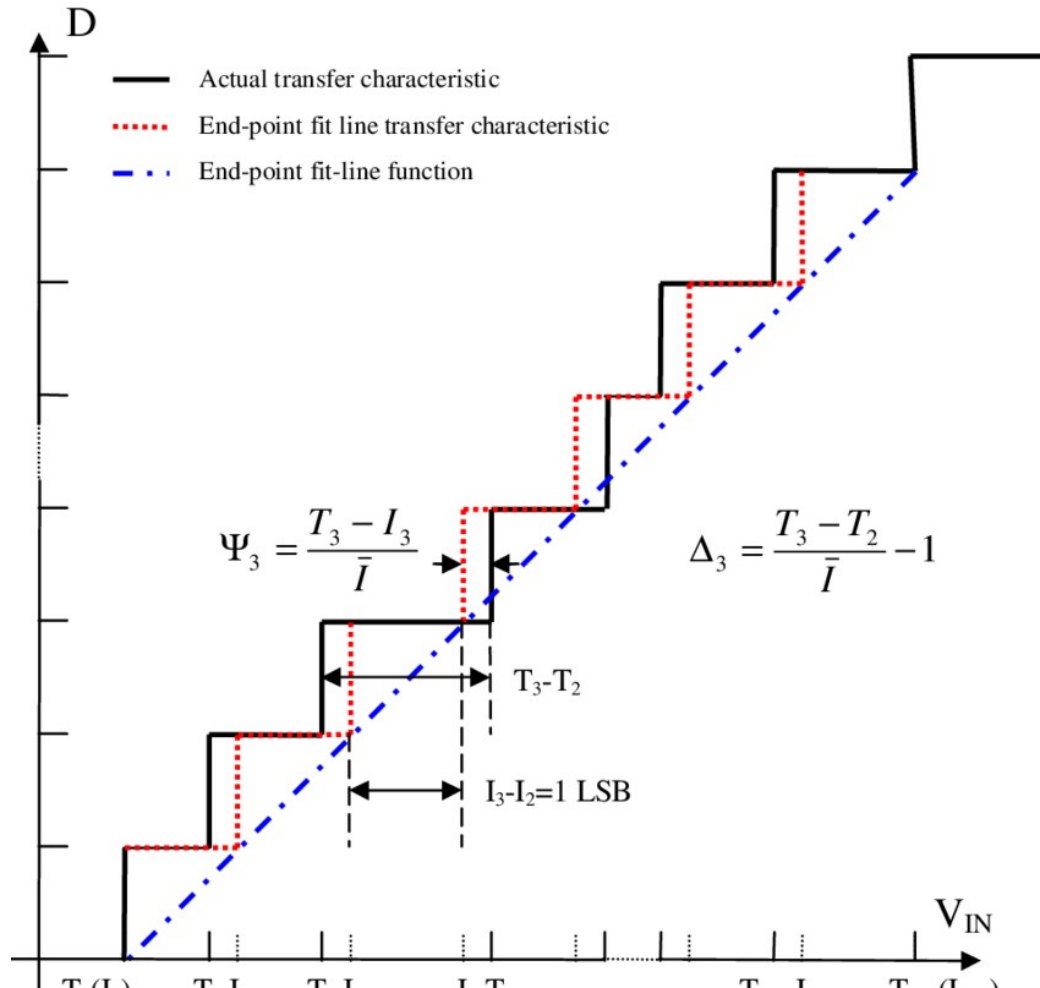 D
Actual transfer characteristic
End-point fit line transfer characteristic
End-point fit-line function
Ψ₃ = (T₃ − I₃) / Ī
Δ₃ = (T₃ − T₂) / Ī − 1
T₃-T₂
I₃-I₂=1 LSB
V_IN